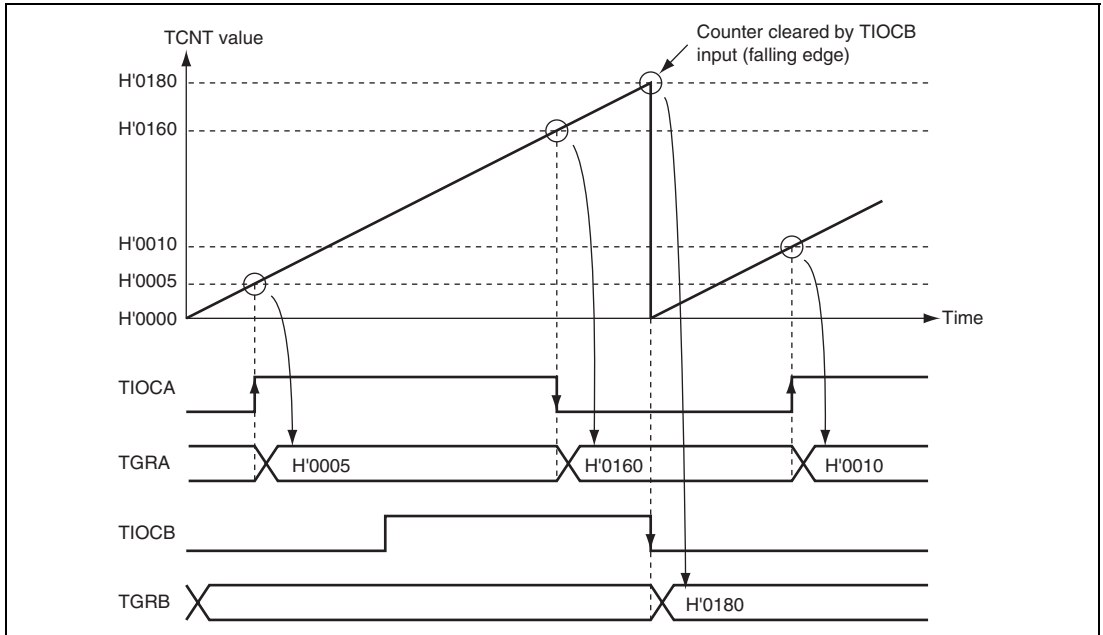 TCNT value
Counter cleared by TIOCB
input (falling edge)
H'0180
H'0160
H'0010
H'0005
H'0000
Time
TIOCA
TGRA
H'0005
H'0160
H'0010
TIOCB
TGRB
H'0180